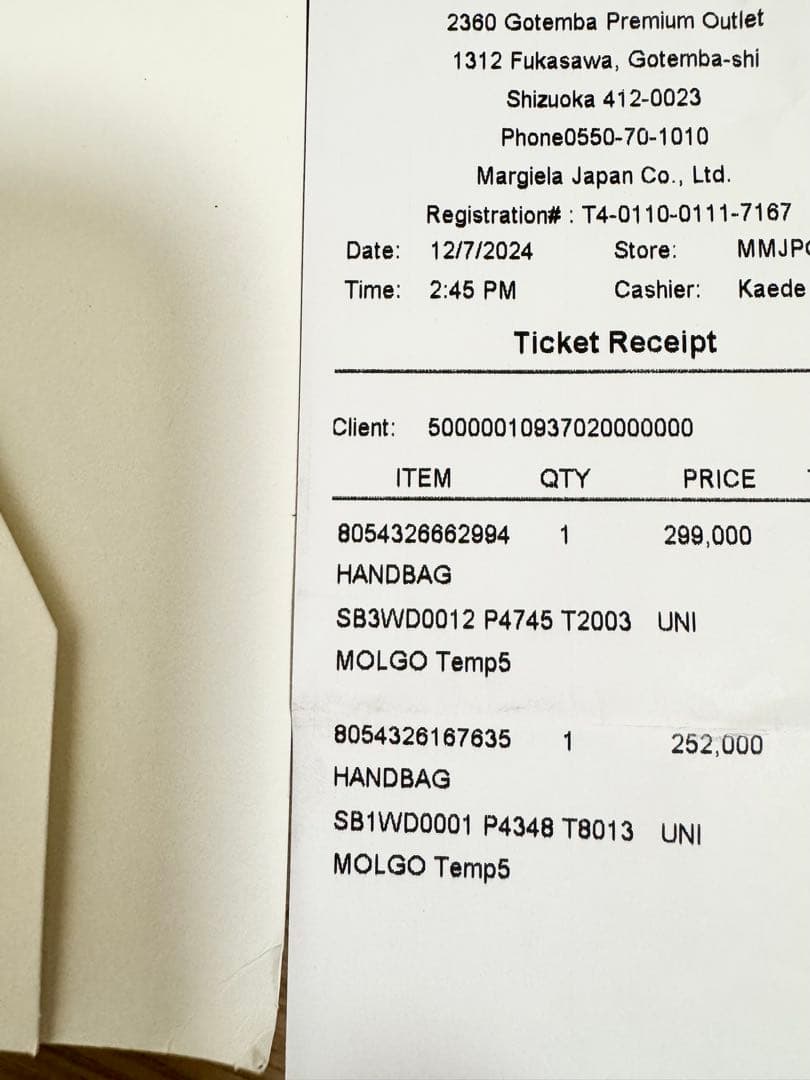 2360 Gotemba Premium Outlet
1312 Fukasawa, Gotemba-shi
Shizuoka 412-0023
Phone0550-70-1010
Margiela Japan Co., Ltd.
Registration# : T4-0110-0111-7167
Date: 12/7/2024 Store: MMJP
Time: 2:45 PM Cashier: Kaede
Ticket Receipt
Client: 50000010937020000000
ITEM QTY PRICE
8054326662994 1 299,000
HANDBAG
SB3WD0012 P4745 T2003 UNI
MOLGO Temp5
8054326167635 1 252,000
HANDBAG
SB1WD0001 P4348 T8013 UNI
MOLGO Temp5